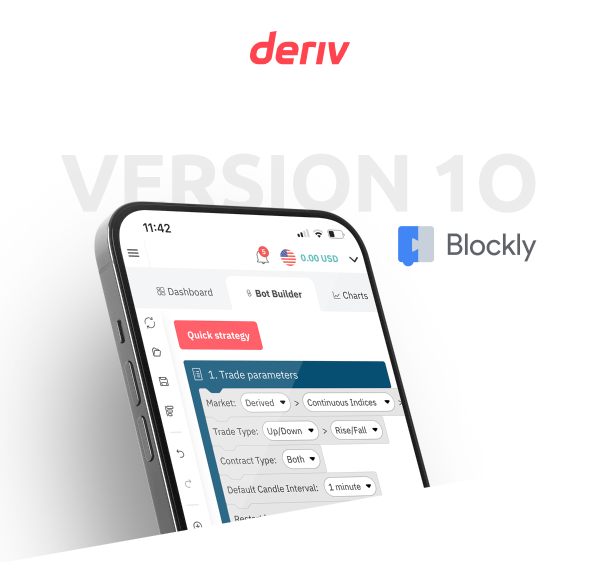 deriv
VERSION 10
11:42
Blockly
5
0.00 USD
Dashboard
Bot Builder
Charts
Quick strategy
1. Trade parameters
Market: Derived > Continuous Indices >
Trade Type: Up/Down > Rise/Fall
Contract Type: Both
Default Candle Interval: 1 minute